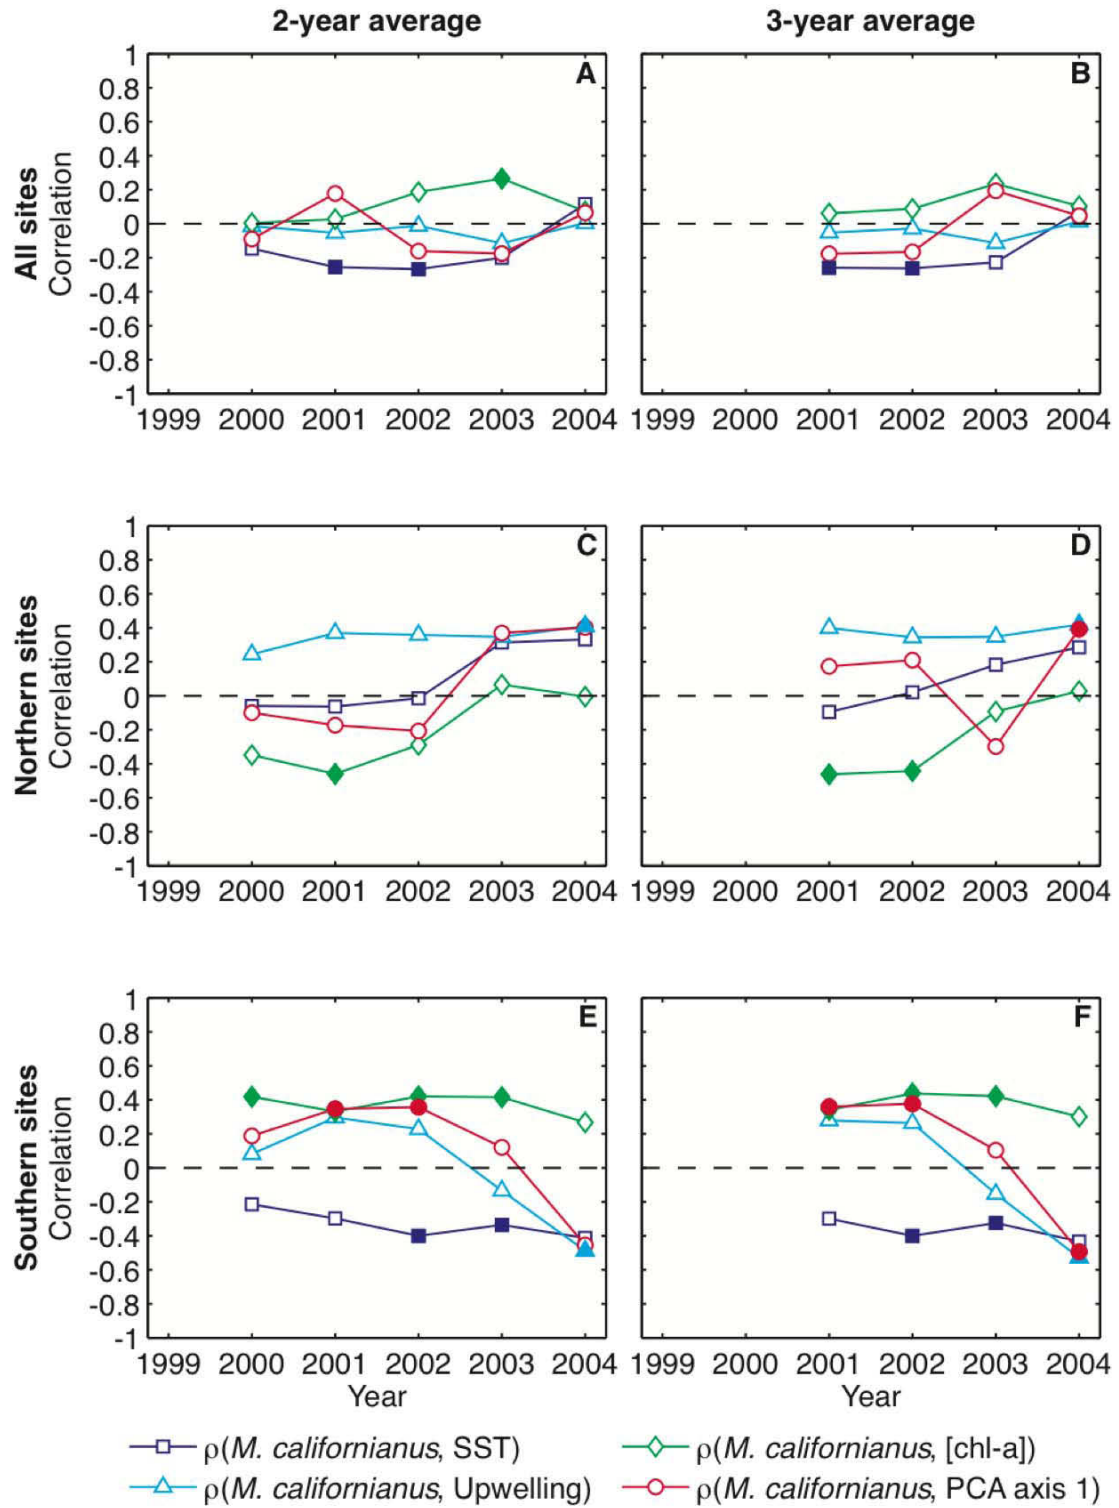 2-year average 3-year average
A
B
1
0.8
0.6
0.4
0.2
0
-0.2
-0.4
-0.6
-0.8
-1
All sites
Correlation
1999 2000 2001 2002 2003 2004 1999 2000 2001 2002 2003 2004
C
D
1
0.8
0.6
0.4
0.2
0
-0.2
-0.4
-0.6
-0.8
-1
Northern sites
Correlation
1999 2000 2001 2002 2003 2004 1999 2000 2001 2002 2003 2004
E
F
1
0.8
0.6
0.4
0.2
0
-0.2
-0.4
-0.6
-0.8
-1
Southern sites
Correlation
1999 2000 2001 2002 2003 2004 1999 2000 2001 2002 2003 2004
Year Year
ρ(M. californianus, SST) ρ(M. californianus, [chl-a])
ρ(M. californianus, Upwelling) ρ(M. californianus, PCA axis 1)